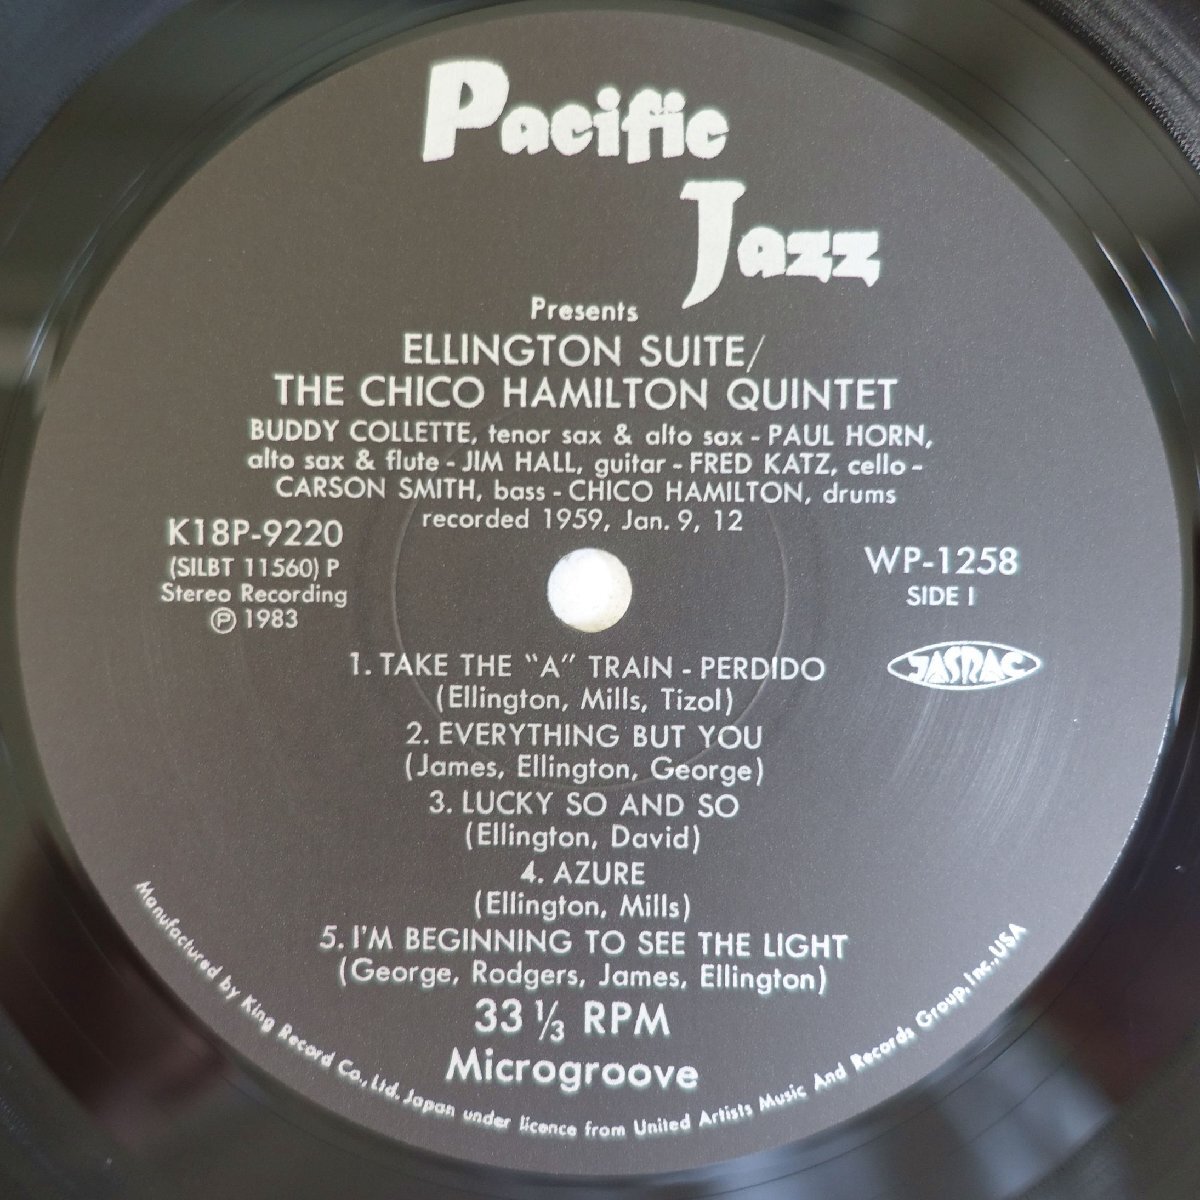 Pacific
Jazz
Presents
ELLINGTON SUITE/
THE CHICO HAMILTON QUINTET
BUDDY COLLETTE, tenor sax & alto sax - PAUL HORN,
alto sax & flute - JIM HALL, guitar - FRED KATZ, cello -
CARSON SMITH, bass - CHICO HAMILTON, drums
recorded 1959, Jan. 9, 12
K18P-9220
(SILBT 11560) P
Stereo Recording
Ⓟ 1983
WP-1258
SIDE I
JASRAC
1. TAKE THE "A" TRAIN - PERDIDO
(Ellington, Mills, Tizol)
2. EVERYTHING BUT YOU
(James, Ellington, George)
3. LUCKY SO AND SO
(Ellington, David)
4. AZURE
(Ellington, Mills)
5. I'M BEGINNING TO SEE THE LIGHT
(George, Rodgers, James, Ellington)
33 1/3 RPM
Microgroove
Manufactured by King Record Co., Ltd. Japan under licence from United Artists Music And Records Group, Inc., USA